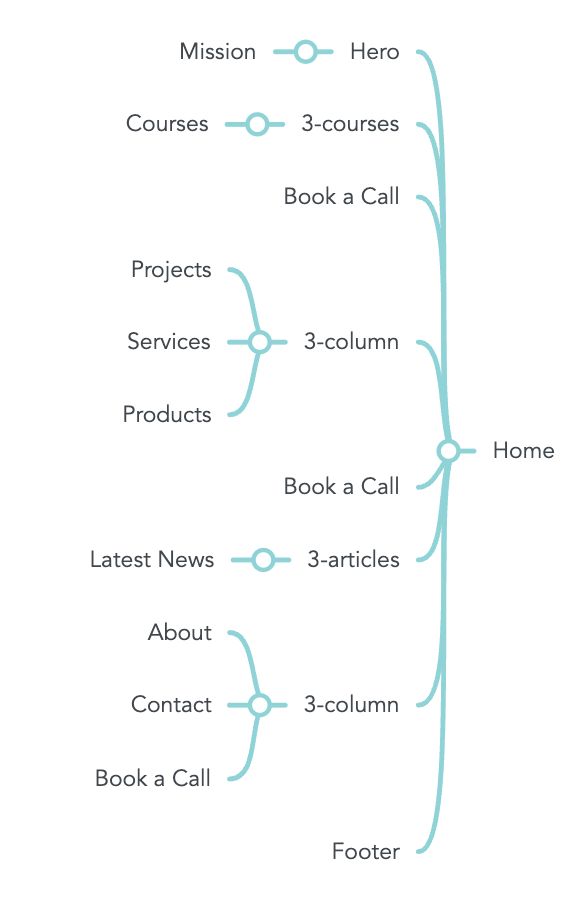 Mission
Hero
Courses
3-courses
Book a Call
Projects
Services
3-column
Products
Home
Book a Call
Latest News
3-articles
About
Contact
3-column
Book a Call
Footer